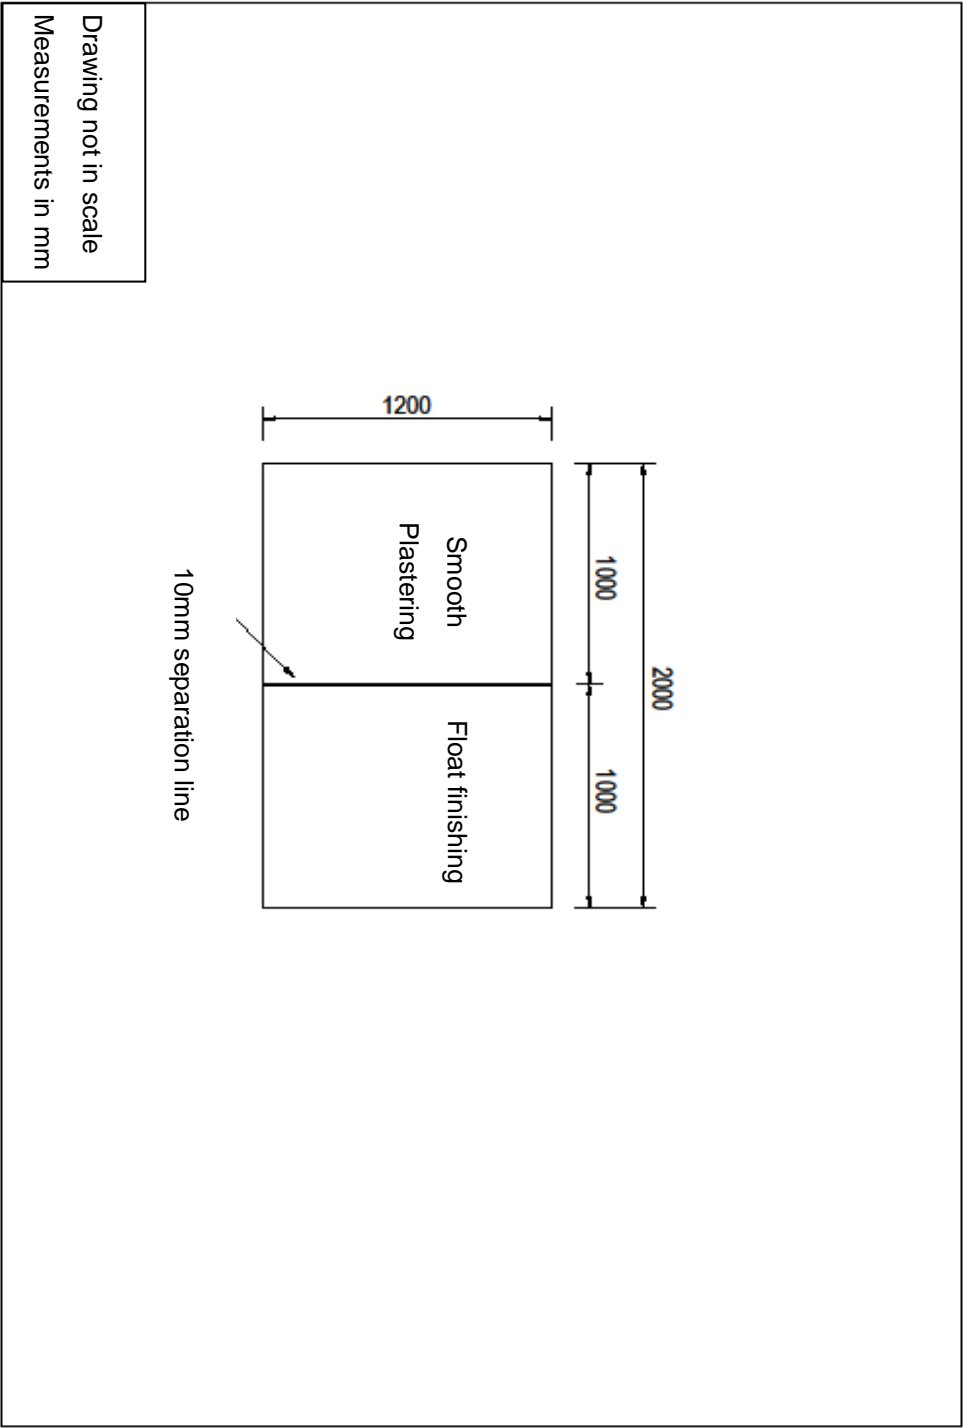 2000
1000
1000
1200
Smooth
Plastering
Float finishing
10mm separation line
Drawing not in scale
Measurements in mm